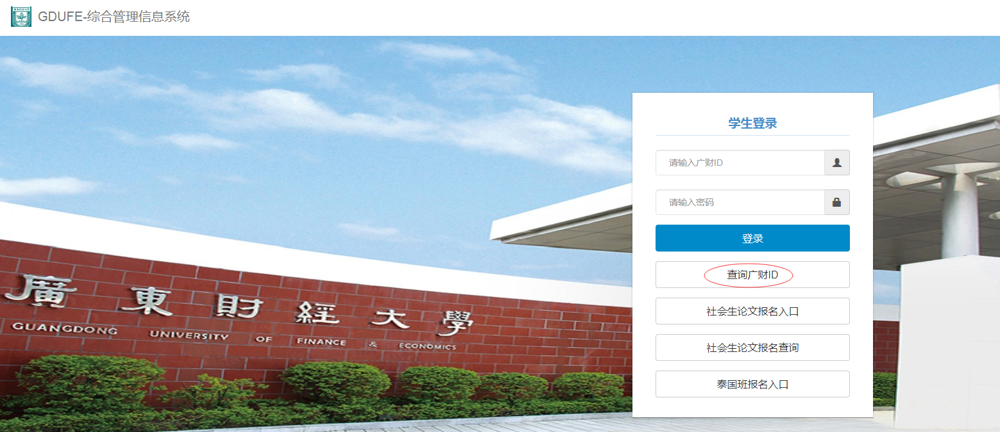 GDUFE-综合管理信息系统
学生登录
请输入广财ID
请输入密码
登录
查询广财ID
社会生论文报名入口
社会生论文报名查询
泰国班报名入口
廣東財經大學
GUANGDONG UNIVERSITY OF FINANCE & ECONOMICS